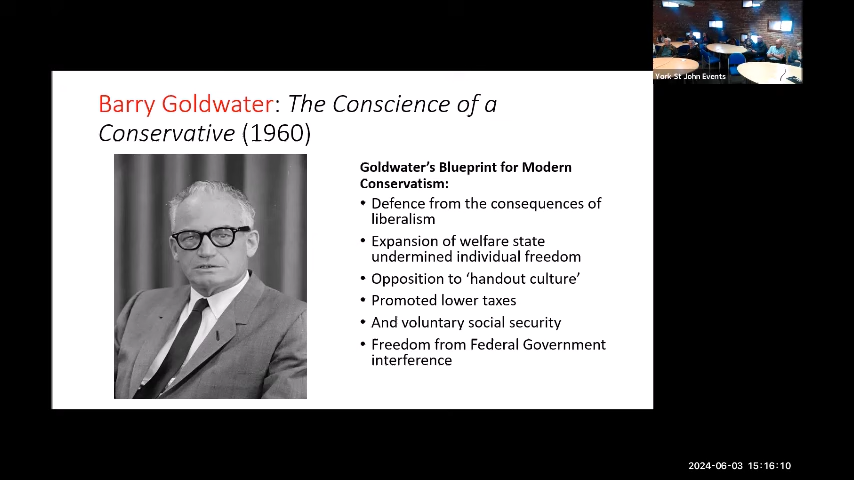 York St John Events
Barry Goldwater: The Conscience of a
Conservative (1960)
Goldwater's Blueprint for Modern
Conservatism:
• Defence from the consequences of
liberalism
• Expansion of welfare state
undermined individual freedom
• Opposition to ‘handout culture’
• Promoted lower taxes
• And voluntary social security
• Freedom from Federal Government
interference
2024-06-03 15:16:10